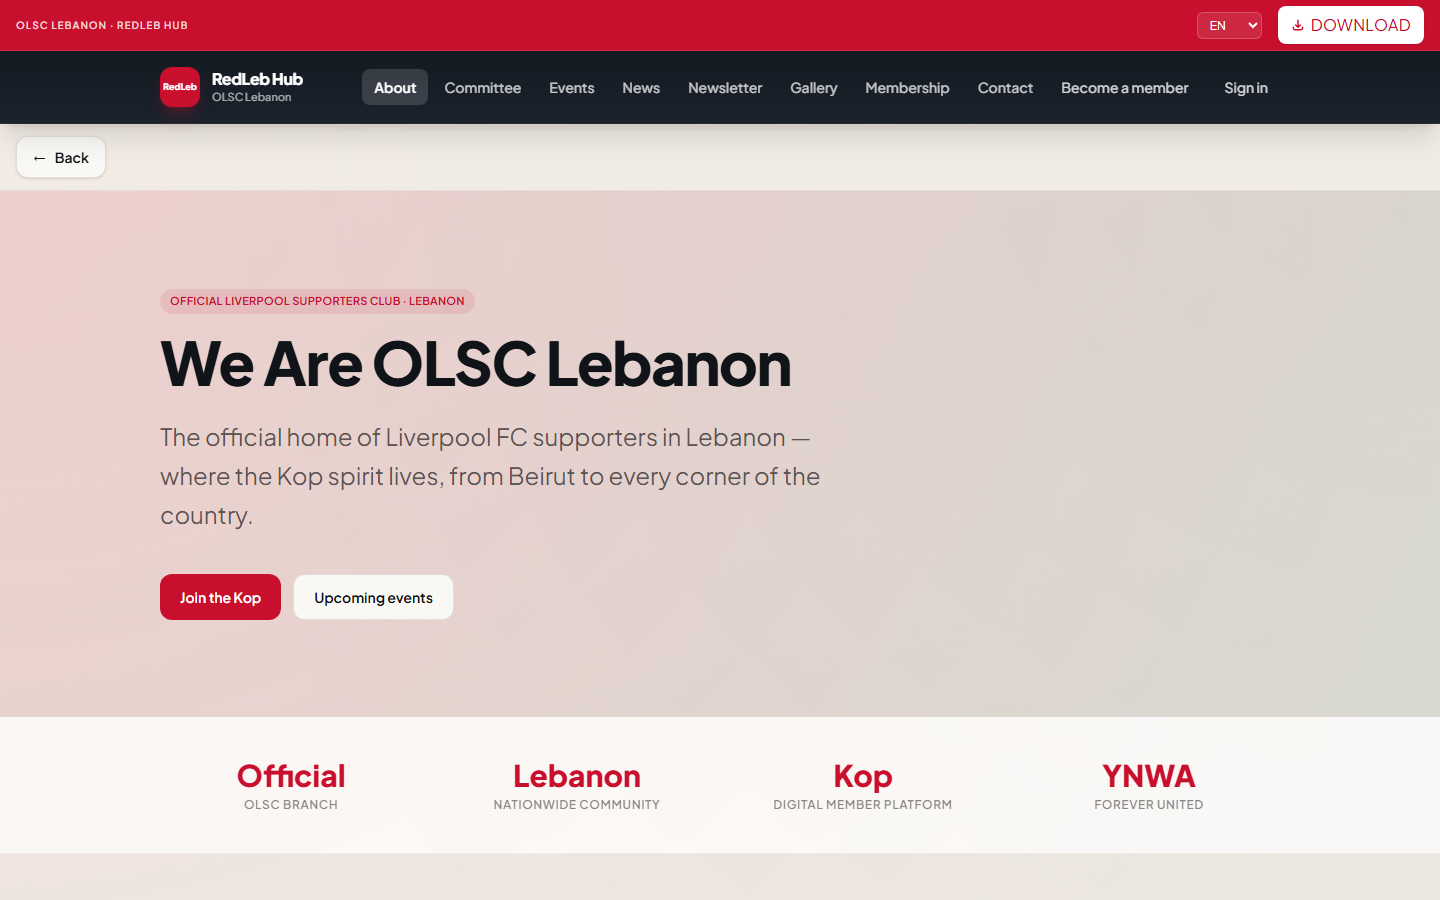 OLSC LEBANON · REDLEB HUB
EN
DOWNLOAD
RedLeb
RedLeb Hub
OLSC Lebanon
About
Committee
Events
News
Newsletter
Gallery
Membership
Contact
Become a member
Sign in
← Back
OFFICIAL LIVERPOOL SUPPORTERS CLUB · LEBANON
We Are OLSC Lebanon
The official home of Liverpool FC supporters in Lebanon —
where the Kop spirit lives, from Beirut to every corner of the
country.
Join the Kop
Upcoming events
Official
OLSC BRANCH
Lebanon
NATIONWIDE COMMUNITY
Kop
DIGITAL MEMBER PLATFORM
YNWA
FOREVER UNITED